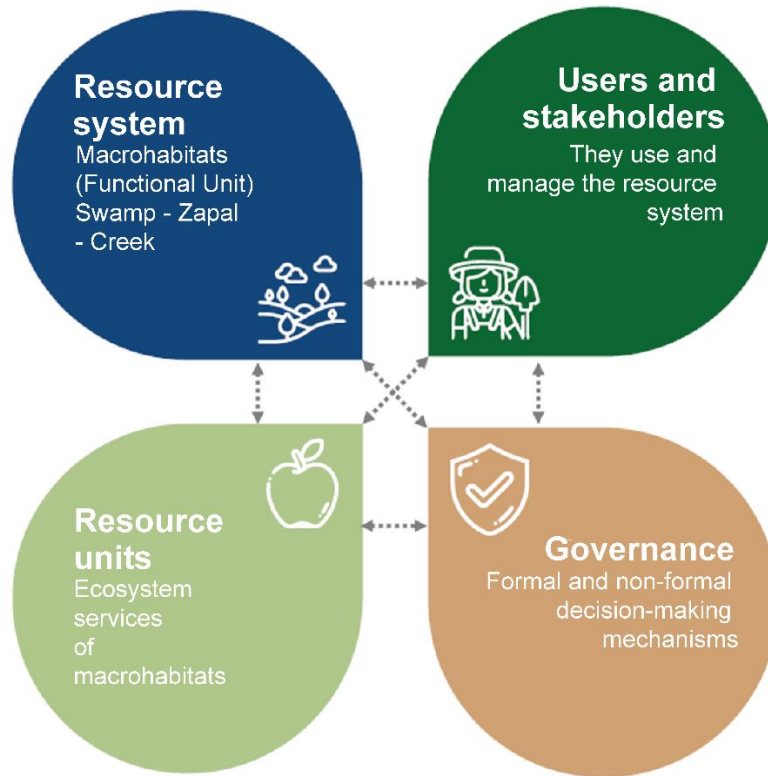 Resource
system
Macrohabitats
(Functional Unit)
Swamp - Zapal
- Creek
Users and
stakeholders
They use and
manage the resource
system
Resource
units
Ecosystem
services
of
macrohabitats
Governance
Formal and non-formal
decision-making
mechanisms